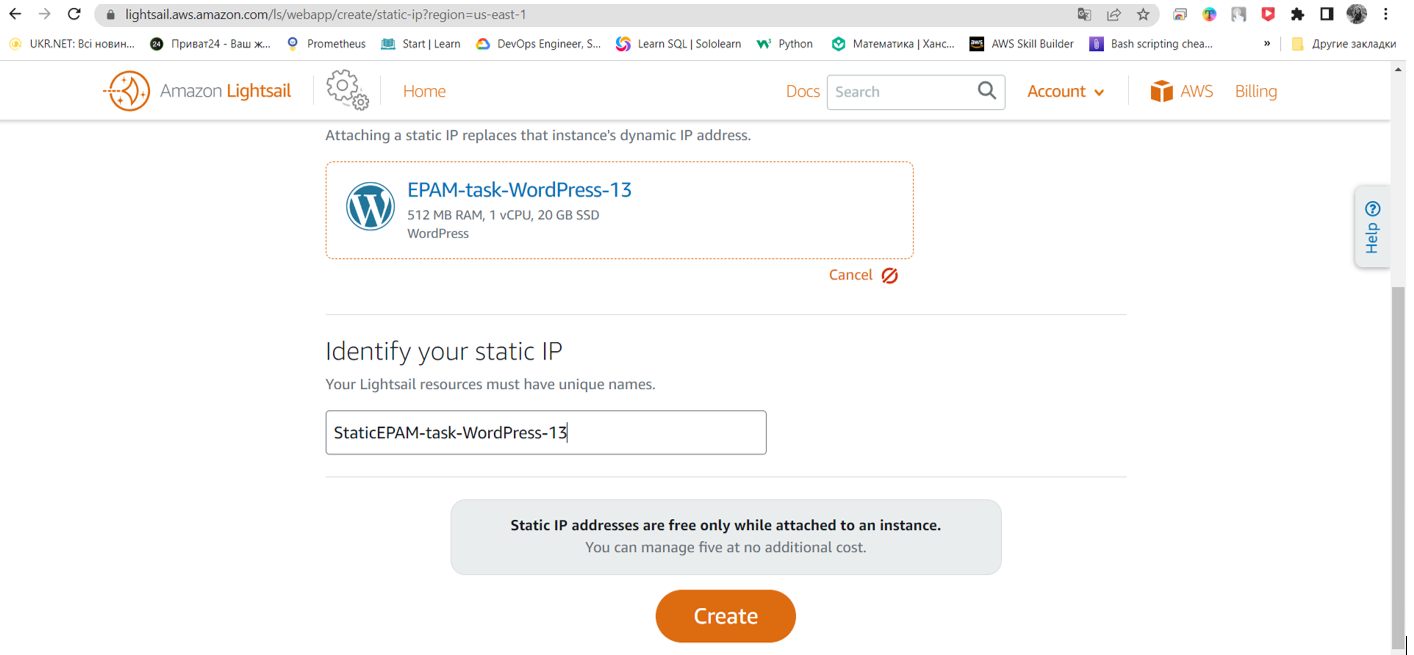 lightsail.aws.amazon.com/ls/webapp/create/static-ip?region=us-east-1
UKR.NET: Всі новин... 24 Приват24 - Ваш ж... Prometheus Start | Learn DevOps Engineer, S... Learn SQL | Sololearn Python Математика | Ханс... aws AWS Skill Builder Bash scripting chea... » Другие закладки
Amazon Lightsail Home Docs Search Account AWS Billing
Attaching a static IP replaces that instance's dynamic IP address.
EPAM-task-WordPress-13
512 MB RAM, 1 vCPU, 20 GB SSD
WordPress
Help
Cancel
Identify your static IP
Your Lightsail resources must have unique names.
StaticEPAM-task-WordPress-13
Static IP addresses are free only while attached to an instance.
You can manage five at no additional cost.
Create